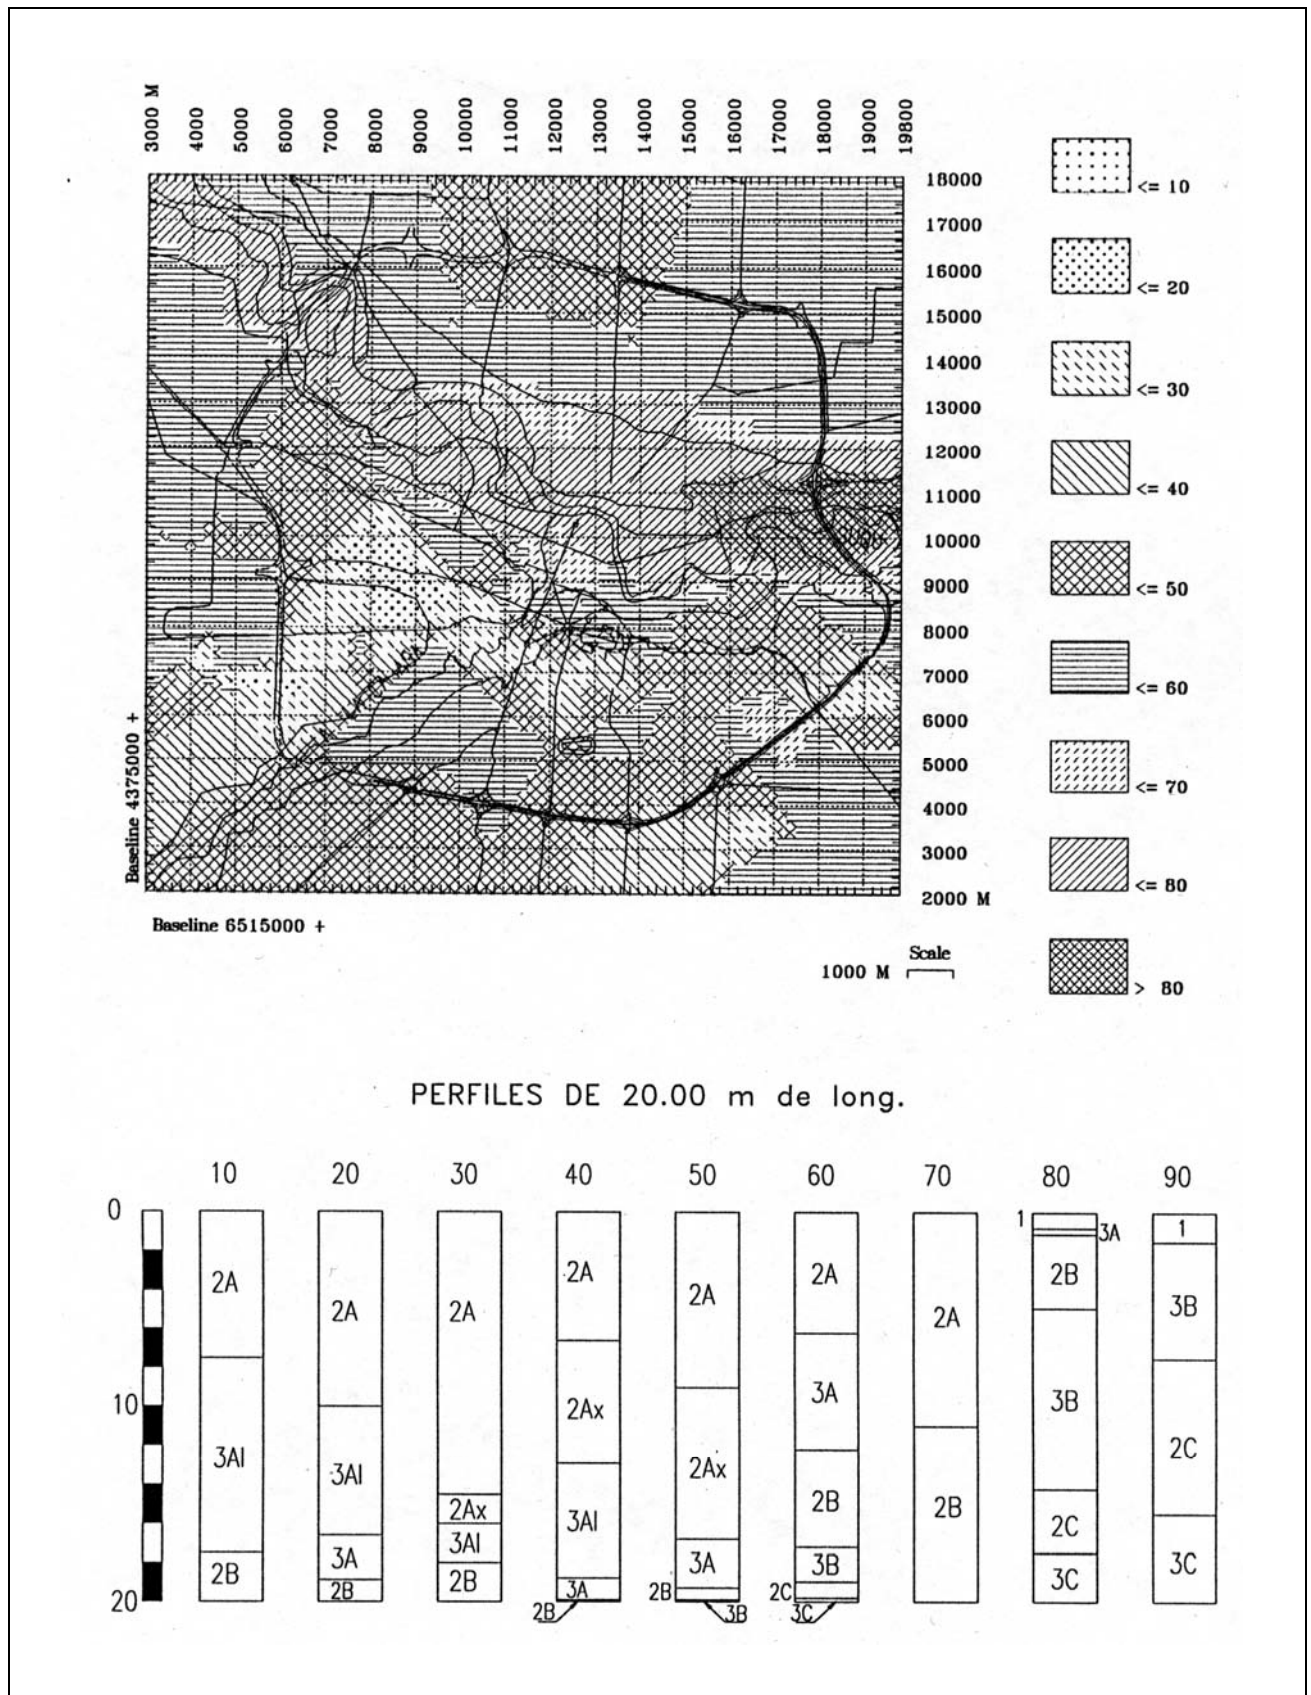 3000 M
4000
5000
6000
7000
8000
9000
10000
11000
12000
13000
14000
15000
16000
17000
18000
19000
19800
18000
17000
16000
15000
14000
13000
12000
11000
10000
9000
8000
7000
6000
5000
4000
3000
2000 M
Baseline 4375000 +
Baseline 6515000 +
Scale
1000 M
<= 10
<= 20
<= 30
<= 40
<= 50
<= 60
<= 70
<= 80
> 80
PERFILES DE 20.00 m de long.
10 20 30 40 50 60 70 80 90
0
10
20
2A
3AI
2B
2A
3AI
3A
2B
2A
2Ax
3AI
2B
2A
2Ax
3AI
3A
2B
2A
2Ax
3A
2B
3B
2A
3A
2B
3B
2C
3C
2A
2B
1
3A
2B
3B
2C
3C
1
3B
2C
3C